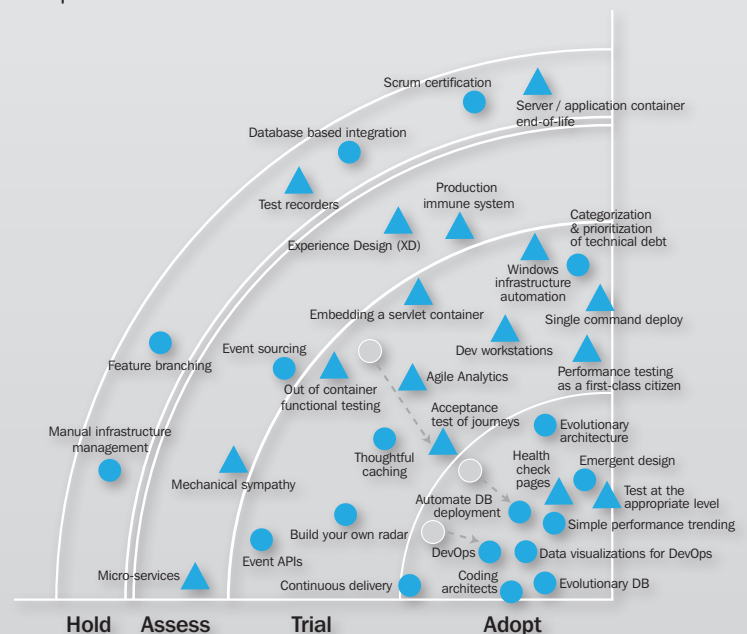 Scrum certification
Server / application container
end-of-life
Database based integration
Test recorders
Production
immune system
Experience Design (XD)
Categorization
& prioritization
of technical debt
Windows
infrastructure
automation
Embedding a servlet container
Single command deploy
Dev workstations
Event sourcing
Feature branching
Out of container
functional testing
Agile Analytics
Performance testing
as a first-class citizen
Acceptance
test of journeys
Evolutionary
architecture
Manual infrastructure
management
Thoughtful
caching
Health
check
pages
Emergent design
Mechanical sympathy
Test at the
appropriate level
Automate DB
deployment
Simple performance trending
Build your own radar
DevOps
Data visualizations for DevOps
Event APIs
Micro-services
Continuous delivery
Coding
architects
Evolutionary DB
Hold
Assess
Trial
Adopt